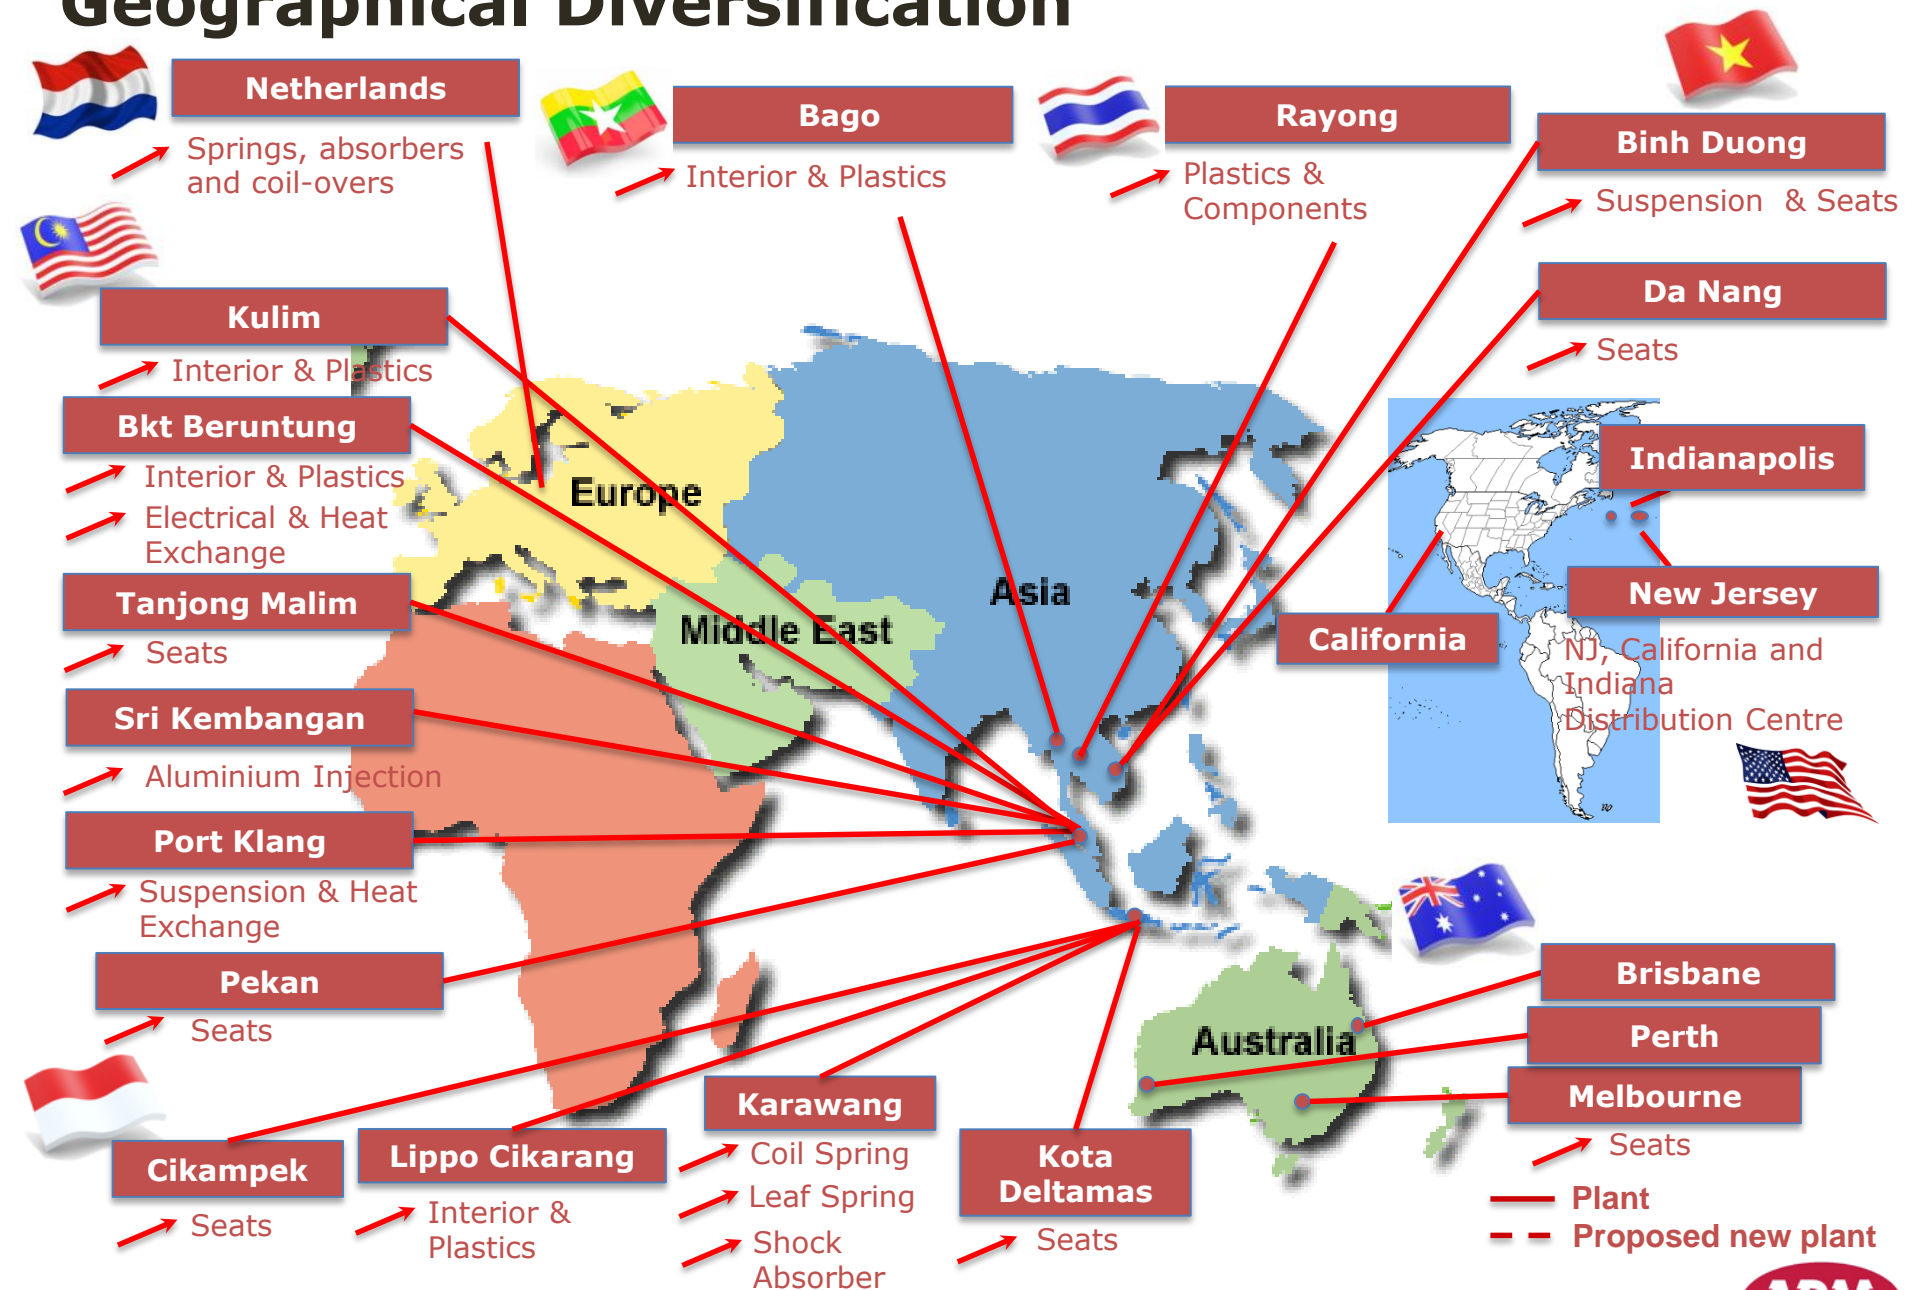 Geographical Diversification
Netherlands
Springs, absorbers
and coil-overs
Bago
Interior & Plastics
Rayong
Plastics &
Components
Binh Duong
Suspension & Seats
Da Nang
Seats
Kulim
Interior & Plastics
Bkt Beruntung
Interior & Plastics
Electrical & Heat
Exchange
Tanjong Malim
Seats
Sri Kembangan
Aluminium Injection
Port Klang
Suspension & Heat
Exchange
Pekan
Seats
Europe
Middle East
Asia
Australia
Indianapolis
New Jersey
California
NJ, California and
Indiana
Distribution Centre
Brisbane
Perth
Melbourne
Seats
Cikampek
Seats
Lippo Cikarang
Interior &
Plastics
Karawang
Coil Spring
Leaf Spring
Shock
Absorber
Kota
Deltamas
Seats
Plant
Proposed new plant
APM